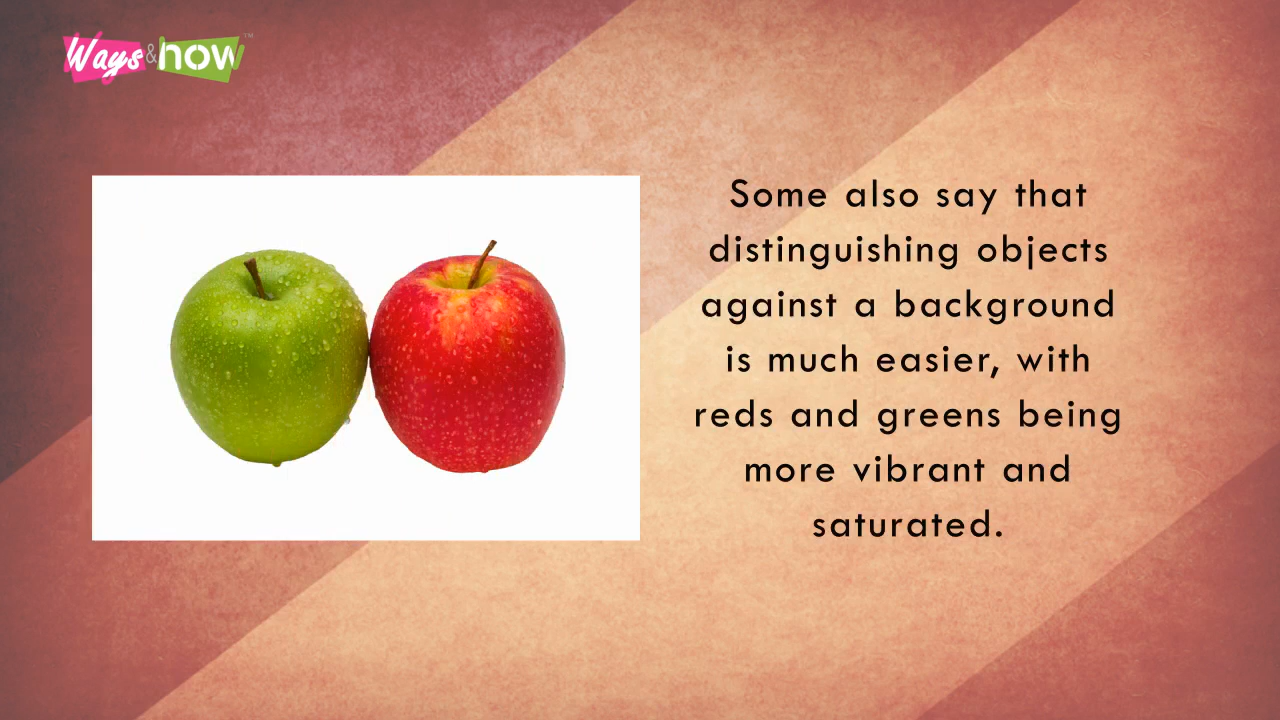 Ways & how™
Some also say that
distinguishing objects
against a background
is much easier, with
reds and greens being
more vibrant and
saturated.